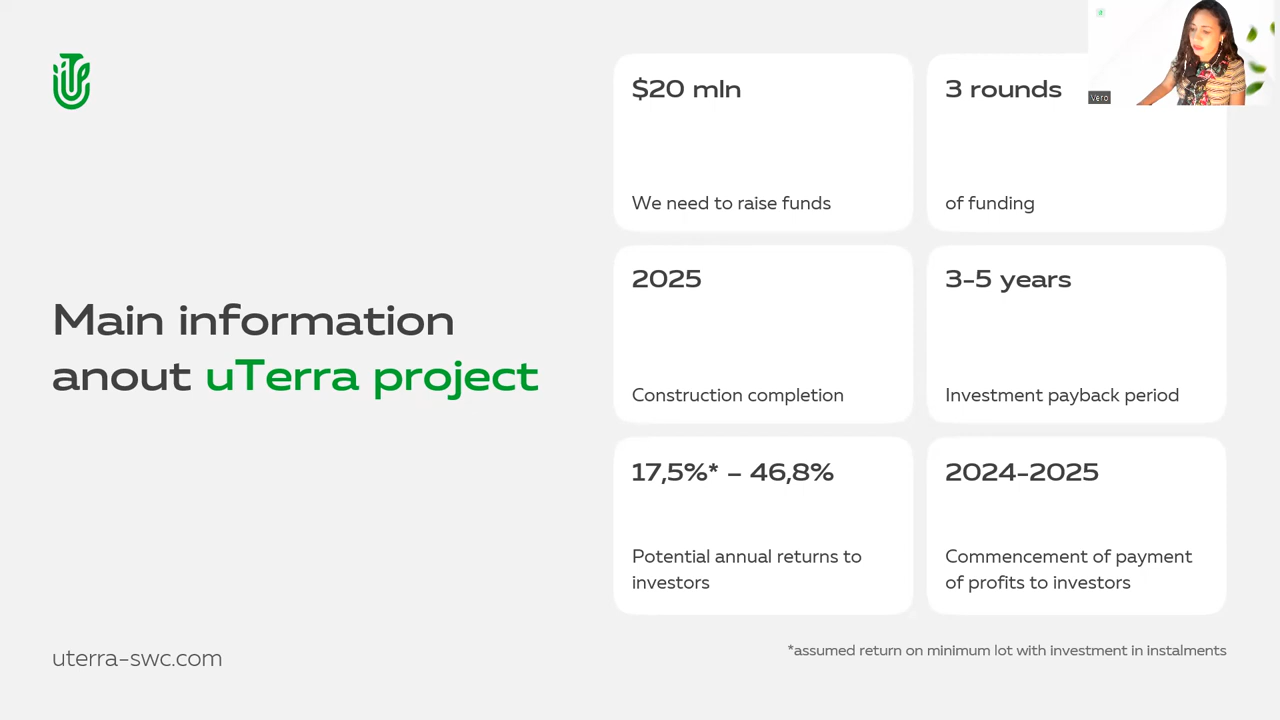 Main information
anout uTerra project
uterra-swc.com
$20 mln
We need to raise funds
3 rounds
of funding
2025
Construction completion
3-5 years
Investment payback period
17,5%* – 46,8%
Potential annual returns to
investors
2024-2025
Commencement of payment
of profits to investors
*assumed return on minimum lot with investment in instalments
Vero